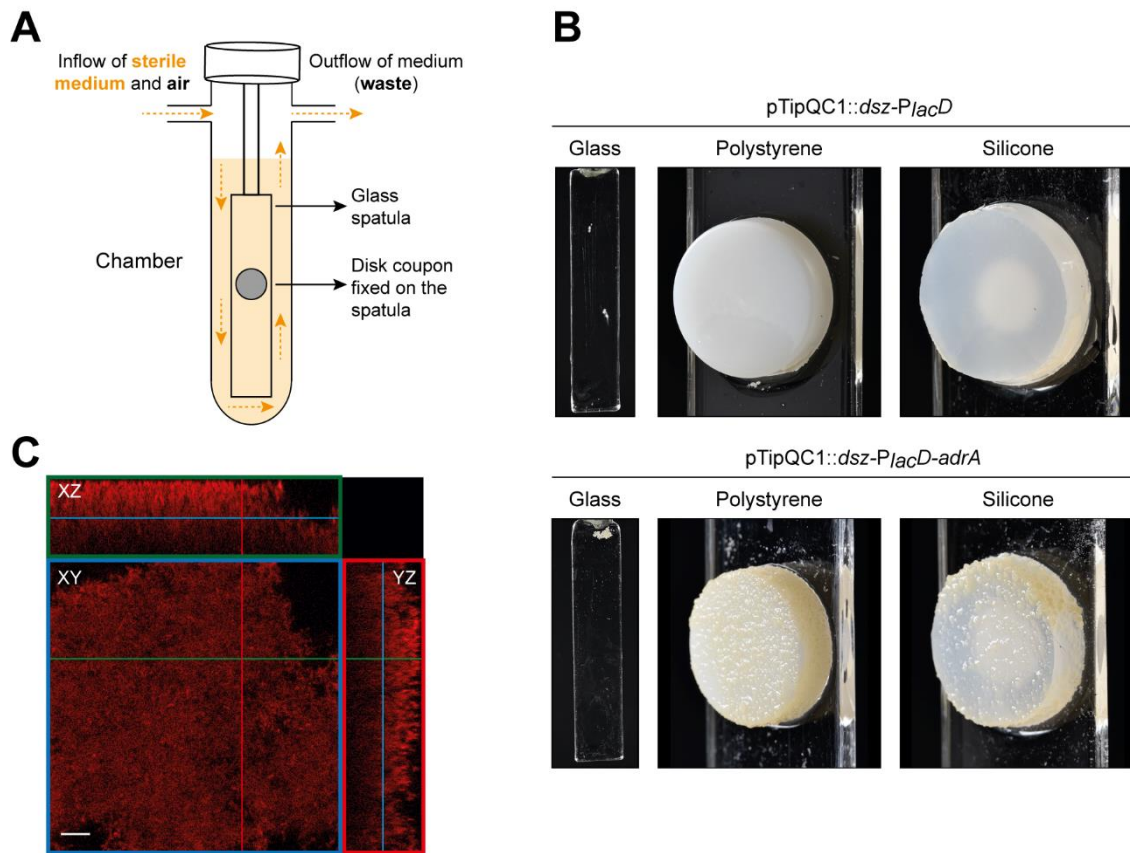 A
Inflow of sterile
medium and air
Outflow of medium
(waste)
Chamber
Glass
spatula
Disk coupon
fixed on the
spatula
B
pTipQC1::dsz-PlacD
Glass
Polystyrene
Silicone
pTipQC1::dsz-PlacD-adrA
Glass
Polystyrene
Silicone
C
XZ
XY
YZ